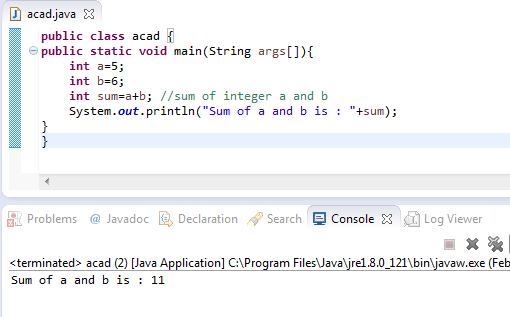 acad.java
public class acad {
public static void main(String args[]){
int a=5;
int b=6;
int sum=a+b; //sum of integer a and b
System.out.println("Sum of a and b is : "+sum);
}
}
Problems @ Javadoc Declaration Search Console Log Viewer
<terminated> acad (2) [Java Application] C:\Program Files\Java\jre1.8.0_121\bin\javaw.exe (Feb
Sum of a and b is : 11